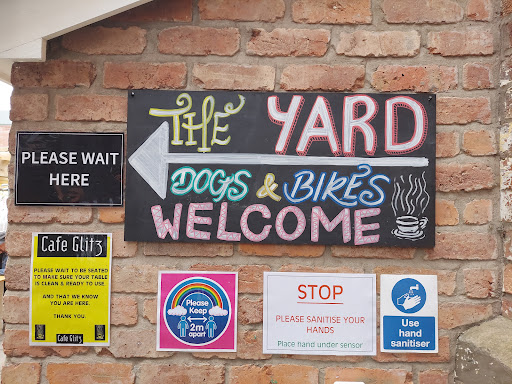 THE YARD
DOGS & BIKES
WELCOME
PLEASE WAIT
HERE
Cafe Glitz
PLEASE WAIT TO BE SEATED
TO MAKE SURE YOUR TABLE
IS CLEAN & READY TO USE
AND THAT WE KNOW
YOU ARE HERE.
THANK YOU.
Cafe Glitz
Please
Keep
2m
apart
STOP
PLEASE SANITISE YOUR
HANDS
Place hand under sensor
Use
hand
sanitiser